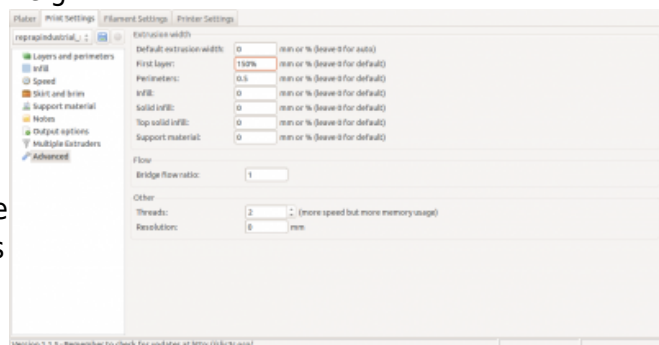 Plater Print Settings Filament Settings Printer Settings
reprapindustrial_
Layers and perimeters
Infill
Speed
Skirt and brim
Support material
Notes
Output options
Multiple Extruders
Advanced
Extrusion width
Default extrusion width: 0 mm or % (leave 0 for auto)
First layer: 150% mm or % (leave 0 for default)
Perimeters: 0.5 mm or % (leave 0 for default)
Infill: 0 mm or % (leave 0 for default)
Solid infill: 0 mm or % (leave 0 for default)
Top solid infill: 0 mm or % (leave 0 for default)
Support material: 0 mm or % (leave 0 for default)
Flow
Bridge flow ratio: 1
Other
Threads: 2 (more speed but more memory usage)
Resolution: 0 mm
e
s